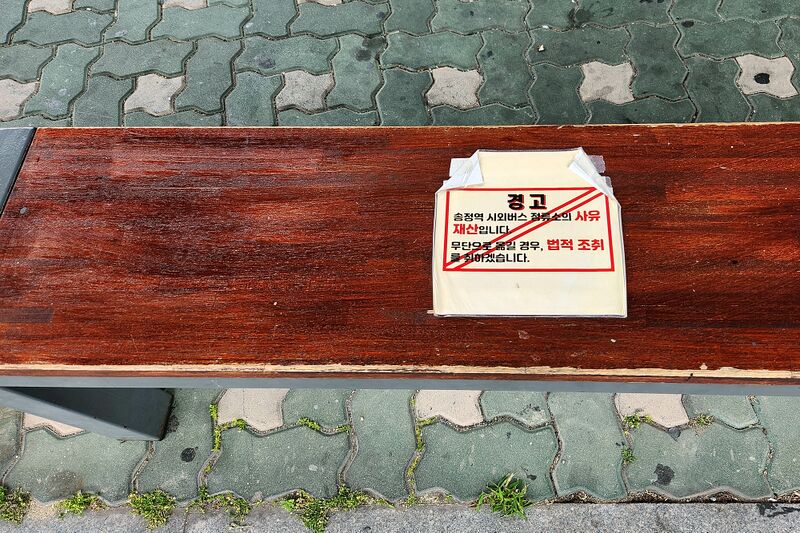 경고
송정역 시외버스 정류소의 사유
재산입니다.
무단으로 옮길 경우, 법적 조취
를 취하겠습니다.